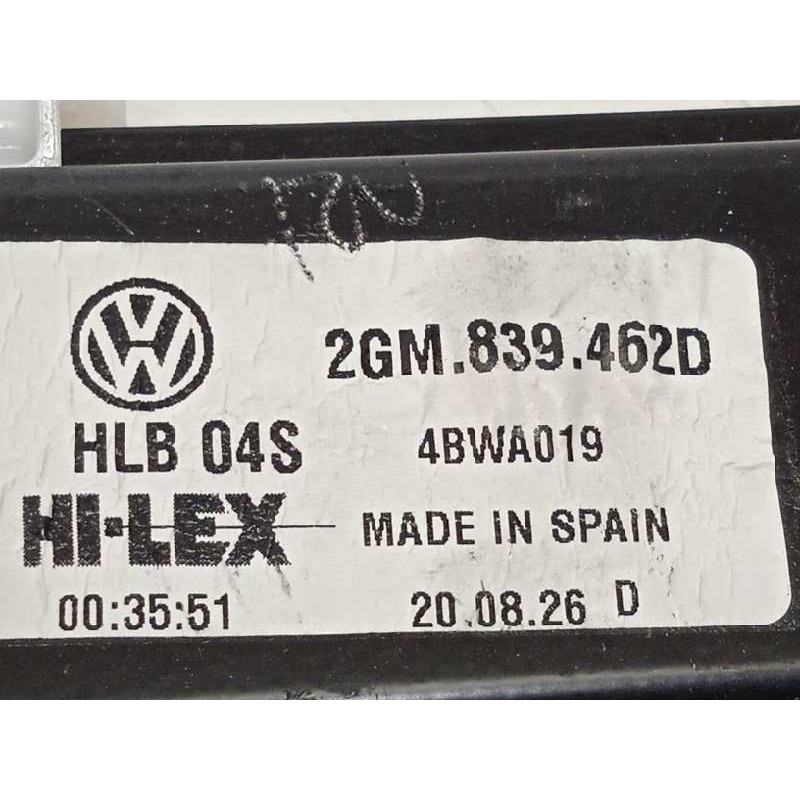 2GM.839.462D
HLB 04S 4BWA019
HI-LEX MADE IN SPAIN
00:35:51 20.08.26 D